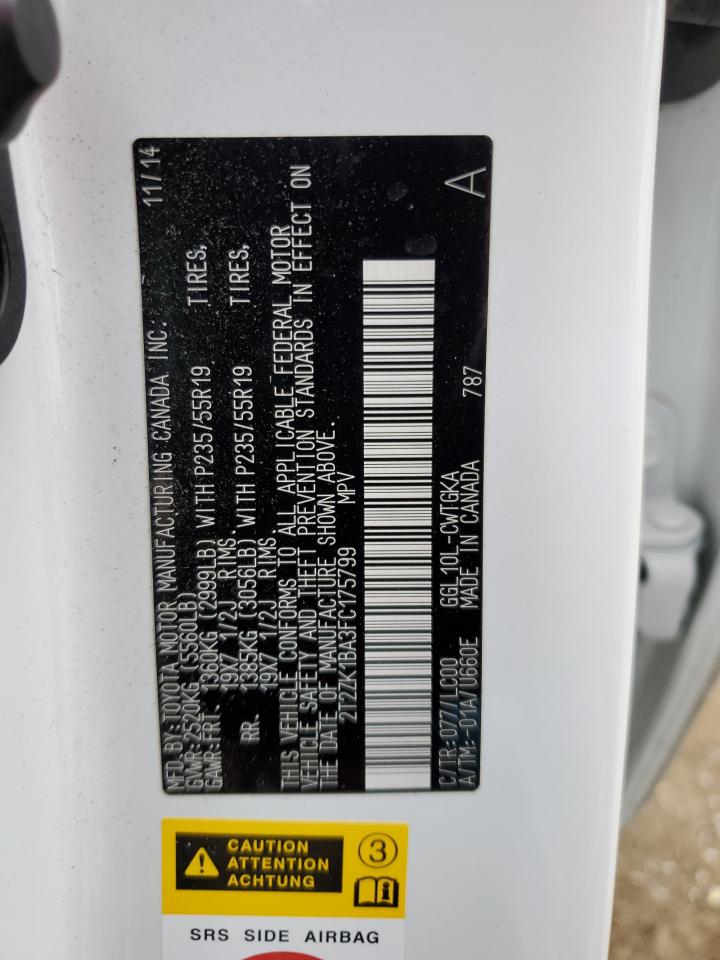 MFD.BY:TOYOTA MOTOR MANUFACTURING CANADA INC. 11/14
GVWR:2520KG (5560LB)
GAWR:FRT. 1360KG (2999LB) WITH P235/55R19 TIRES,
19X7 1/2J RIMS.
RR. 1385KG (3056LB) WITH P235/55R19 TIRES,
19X7 1/2J RIMS.
THIS VEHICLE CONFORMS TO ALL APPLICABLE FEDERAL MOTOR
VEHICLE SAFETY AND THEFT PREVENTION STANDARDS IN EFFECT ON
THE DATE OF MANUFACTURE SHOWN ABOVE.
2T2ZK1BA3FC175799 MPV
C/TR:077/LC00 GGL10L-CWTGKA
A/TM:-01A/U660E MADE IN CANADA 787 A
CAUTION
ATTENTION
ACHTUNG
3
SRS SIDE AIRBAG